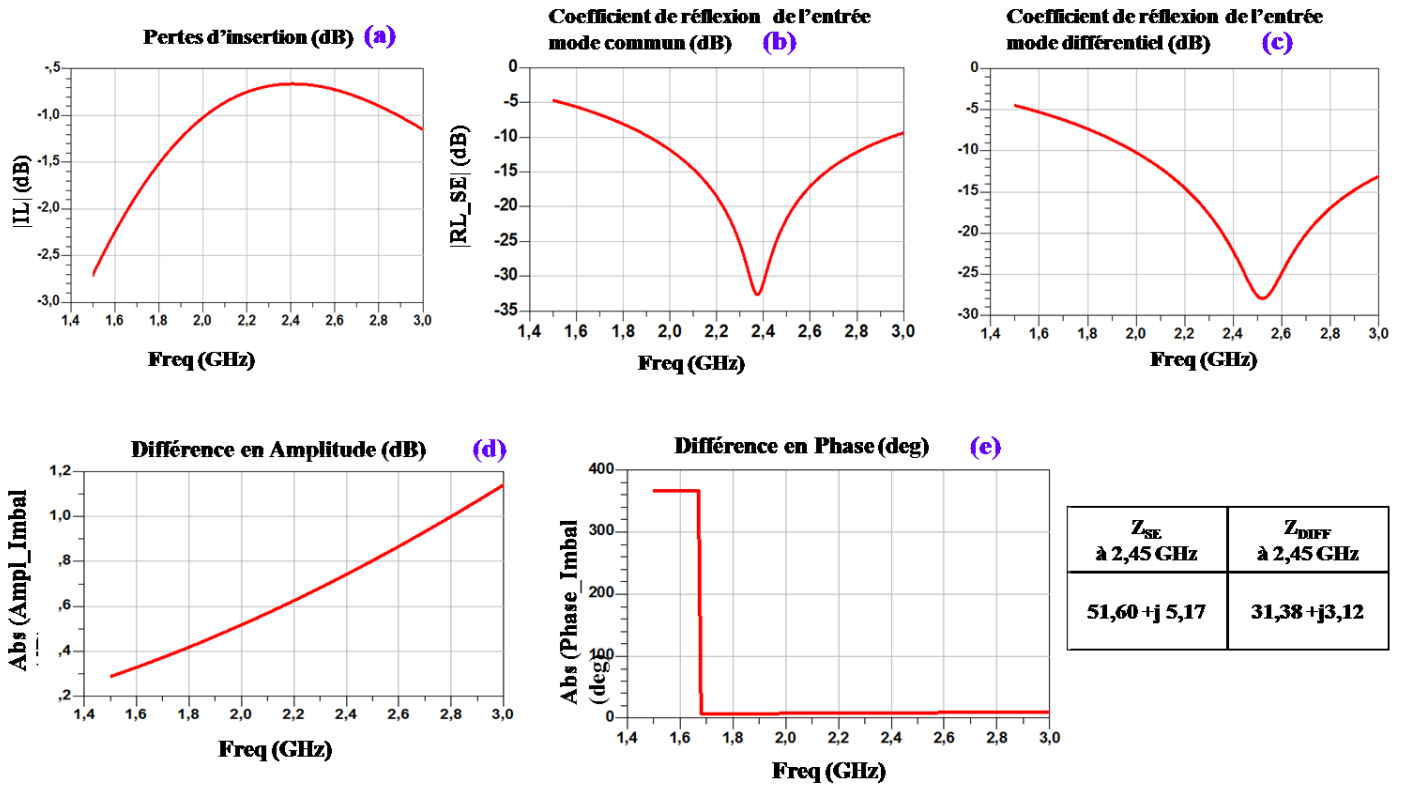 Pertes d'insertion (dB) (a)
|IL| (dB)
-,5
-1,0
-1,5
-2,0
-2,5
-3,0
1,4 1,6 1,8 2,0 2,2 2,4 2,6 2,8 3,0
Freq (GHz)
Coefficient de réflexion de l'entrée
mode commun (dB) (b)
|RL_SE| (dB)
0
-5
-10
-15
-20
-25
-30
-35
1,4 1,6 1,8 2,0 2,2 2,4 2,6 2,8 3,0
Freq (GHz)
Coefficient de réflexion de l'entrée
mode différentiel (dB) (c)
0
-5
-10
-15
-20
-25
-30
1,4 1,6 1,8 2,0 2,2 2,4 2,6 2,8 3,0
Freq (GHz)
Différence en Amplitude (dB) (d)
Abs (Ampl_Imbal
1,2
1,0
,8
,6
,4
,2
1,4 1,6 1,8 2,0 2,2 2,4 2,6 2,8 3,0
Freq (GHz)
Différence en Phase (deg) (e)
Abs (Phase_Imbal
(deg)
400
300
200
100
0
1,4 1,6 1,8 2,0 2,2 2,4 2,6 2,8 3,0
Freq (GHz)
Z_SE Z_DIFF
à 2,45 GHz à 2,45 GHz
51,60 +j 5,17 31,38 +j3,12